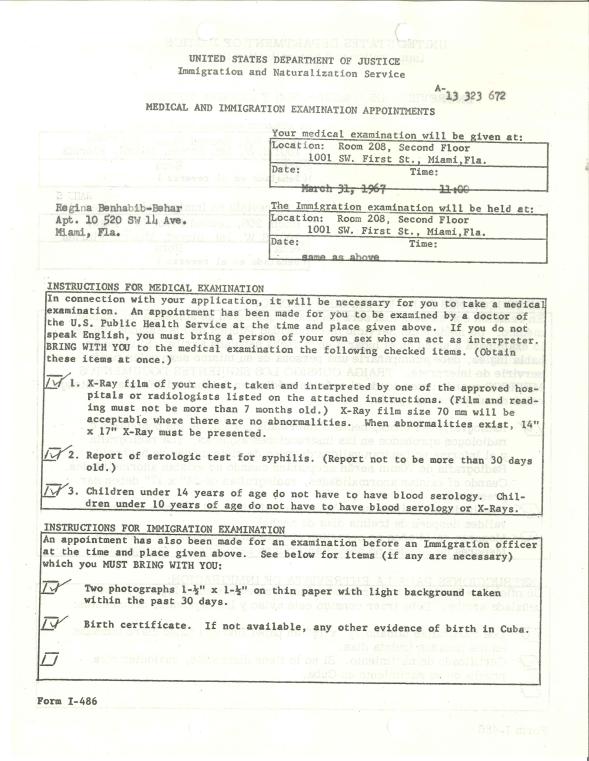 UNITED STATES DEPARTMENT OF JUSTICE
Immigration and Naturalization Service
A-13 323 672
MEDICAL AND IMMIGRATION EXAMINATION APPOINTMENTS
Your medical examination will be given at:
Location: Room 208, Second Floor
1001 SW. First St., Miami,Fla.
Date: Time:
March 31, 1967 11:00
Regina Benhabib-Behar
Apt. 10 520 SW 14 Ave.
Miami, Fla.
The Immigration examination will be held at:
Location: Room 208, Second Floor
1001 SW. First St., Miami,Fla.
Date: Time:
same as above
INSTRUCTIONS FOR MEDICAL EXAMINATION
In connection with your application, it will be necessary for you to take a medical
examination. An appointment has been made for you to be examined by a doctor of
the U.S. Public Health Service at the time and place given above. If you do not
speak English, you must bring a person of your own sex who can act as interpreter.
BRING WITH YOU to the medical examination the following checked items. (Obtain
these items at once.)
1. X-Ray film of your chest, taken and interpreted by one of the approved hos-
pitals or radiologists listed on the attached instructions. (Film and read-
ing must not be more than 7 months old.) X-Ray film size 70 mm will be
acceptable where there are no abnormalities. When abnormalities exist, 14"
x 17" X-Ray must be presented.
2. Report of serologic test for syphilis. (Report not to be more than 30 days
old.)
3. Children under 14 years of age do not have to have blood serology. Chil-
dren under 10 years of age do not have to have blood serology or X-Rays.
INSTRUCTIONS FOR IMMIGRATION EXAMINATION
An appointment has also been made for an examination before an Immigration officer
at the time and place given above. See below for items (if any are necessary)
which you MUST BRING WITH YOU:
Two photographs 1-½" x 1-½" on thin paper with light background taken
within the past 30 days.
Birth certificate. If not available, any other evidence of birth in Cuba.
Form I-486